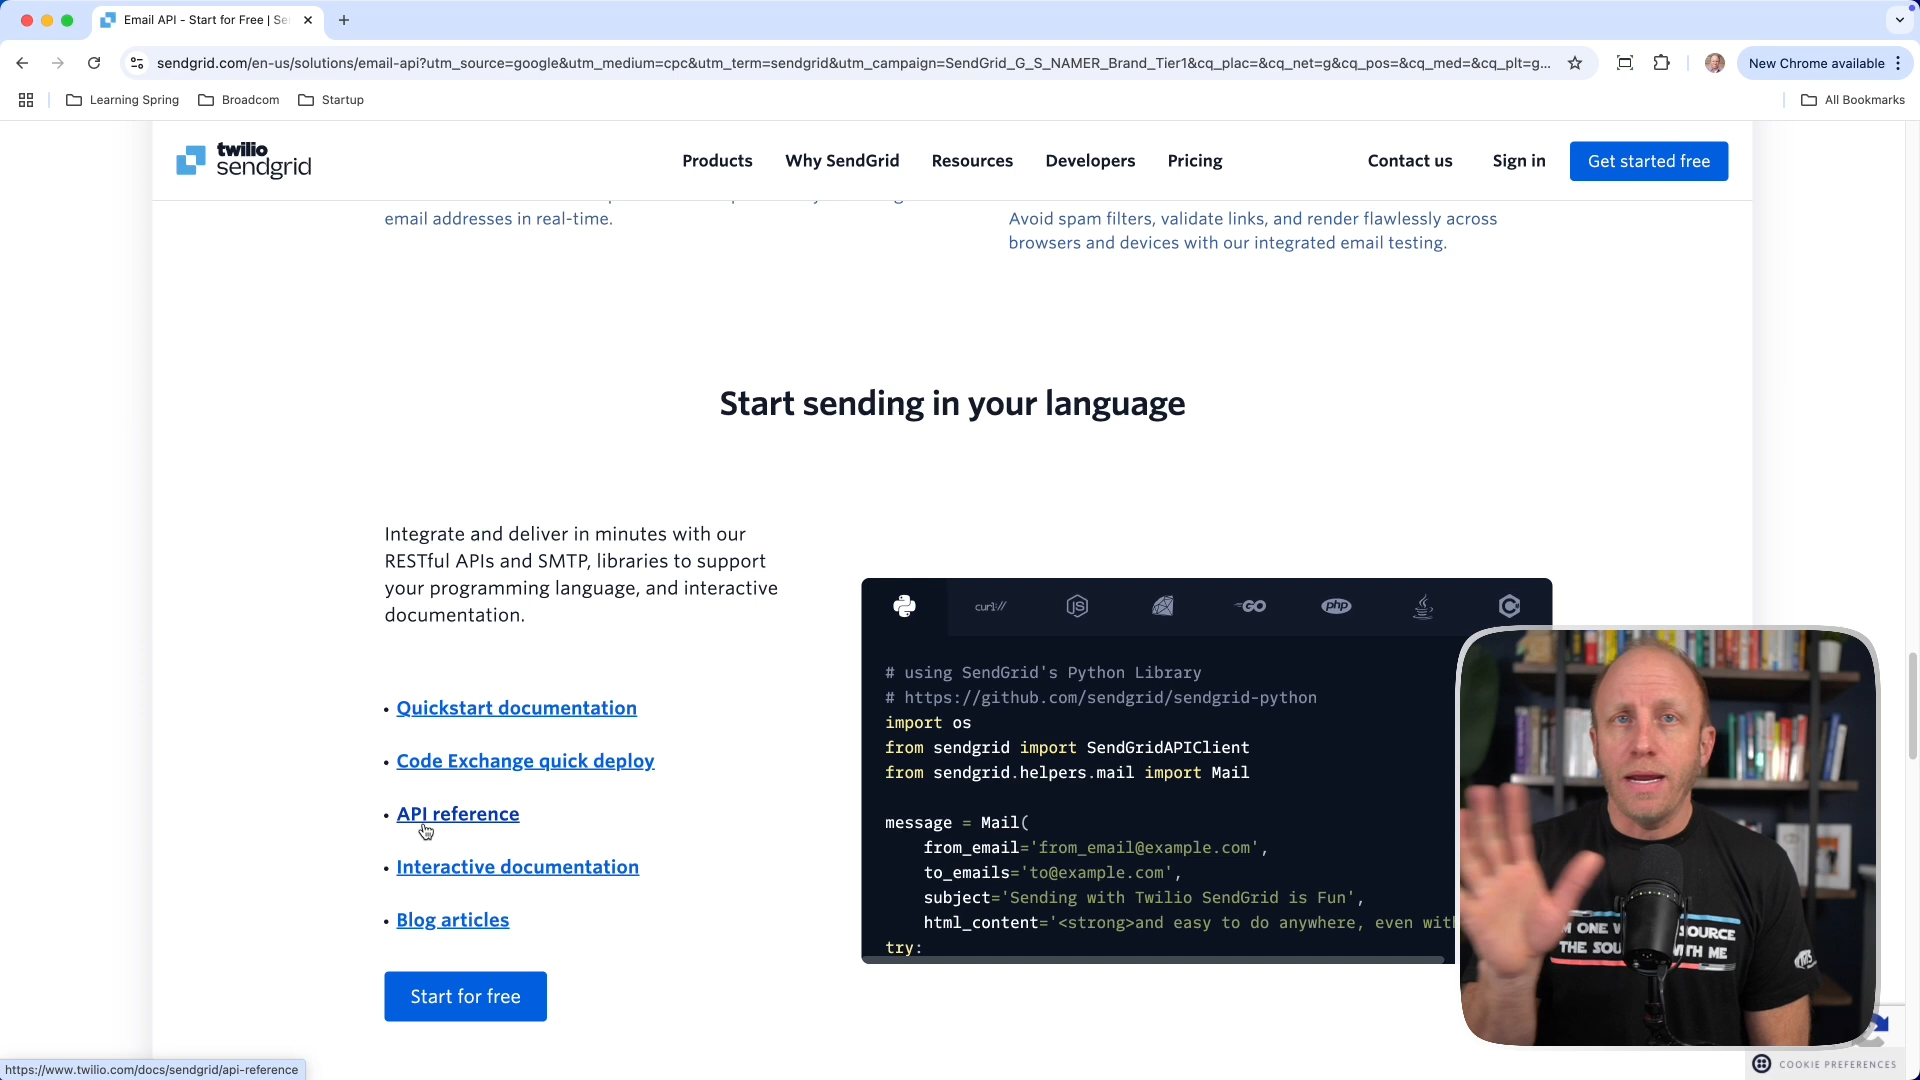 Email API - Start for Free | Se
sendgrid.com/en-us/solutions/email-api?utm_source=google&utm_medium=cpc&utm_term=sendgrid&utm_campaign=SendGrid_G_S_NAMER_Brand_Tier1&cq_plac=&cq_net=g&cq_pos=&cq_med=&cq_plt=g...
New Chrome available
Learning Spring
Broadcom
Startup
All Bookmarks
twilio
sendgrid
Products
Why SendGrid
Resources
Developers
Pricing
Contact us
Sign in
Get started free
email addresses in real-time.
Avoid spam filters, validate links, and render flawlessly across
browsers and devices with our integrated email testing.
Start sending in your language
Integrate and deliver in minutes with our
RESTful APIs and SMTP, libraries to support
your programming language, and interactive
documentation.
• Quickstart documentation
• Code Exchange quick deploy
• API reference
• Interactive documentation
• Blog articles
Start for free
curl://
JS
GO
php
C
# using SendGrid's Python Library
# https://github.com/sendgrid/sendgrid-python
import os
from sendgrid import SendGridAPIClient
from sendgrid.helpers.mail import Mail
message = Mail(
from_email='from_email@example.com',
to_emails='to@example.com',
subject='Sending with Twilio SendGrid is Fun',
html_content='<strong>and easy to do anywhere, even wit
try:
ONE SOURCE
THE SOU WITH ME
COOKIE PREFERENCES
https://www.twilio.com/docs/sendgrid/api-reference